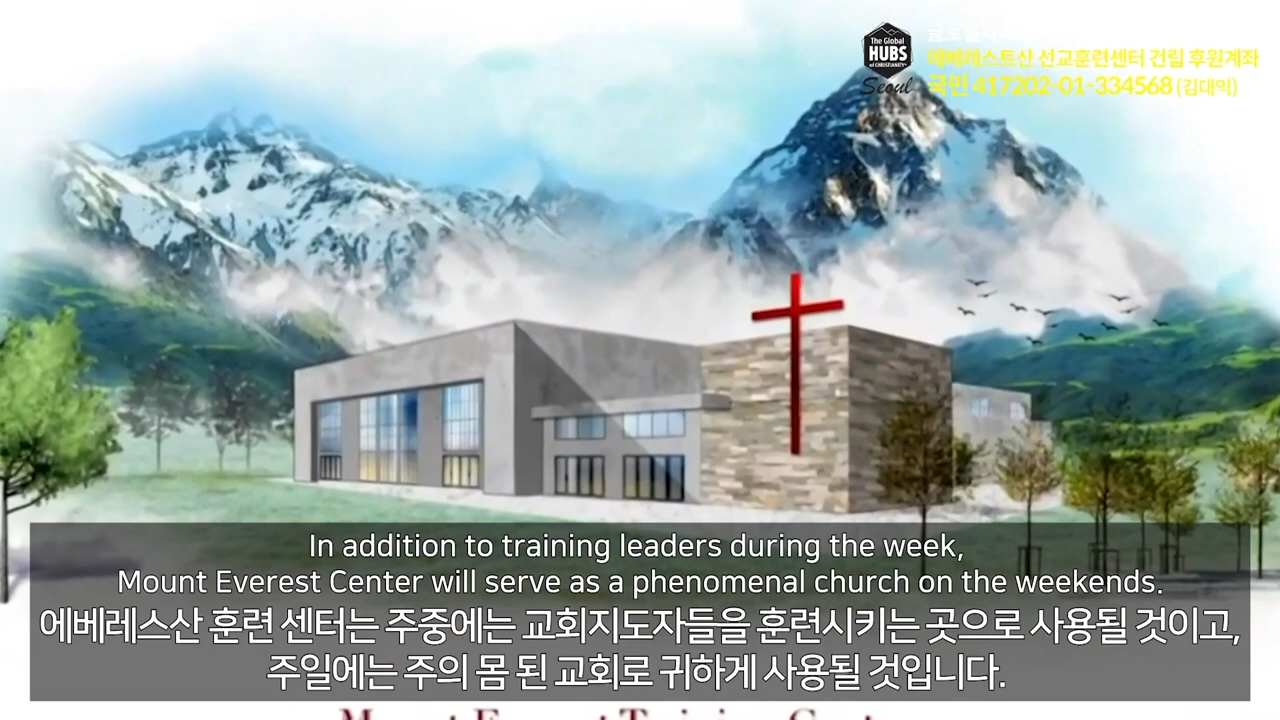 The Global
HUBS
of CHRISTIANITY
Seoul
에베레스트산 선교훈련센터 건립 후원계좌
국민 417202-01-334568 (김대익)
In addition to training leaders during the week,
Mount Everest Center will serve as a phenomenal church on the weekends.
에베레스산 훈련 센터는 주중에는 교회지도자들을 훈련시키는 곳으로 사용될 것이고,
주일에는 주의 몸 된 교회로 귀하게 사용될 것입니다.